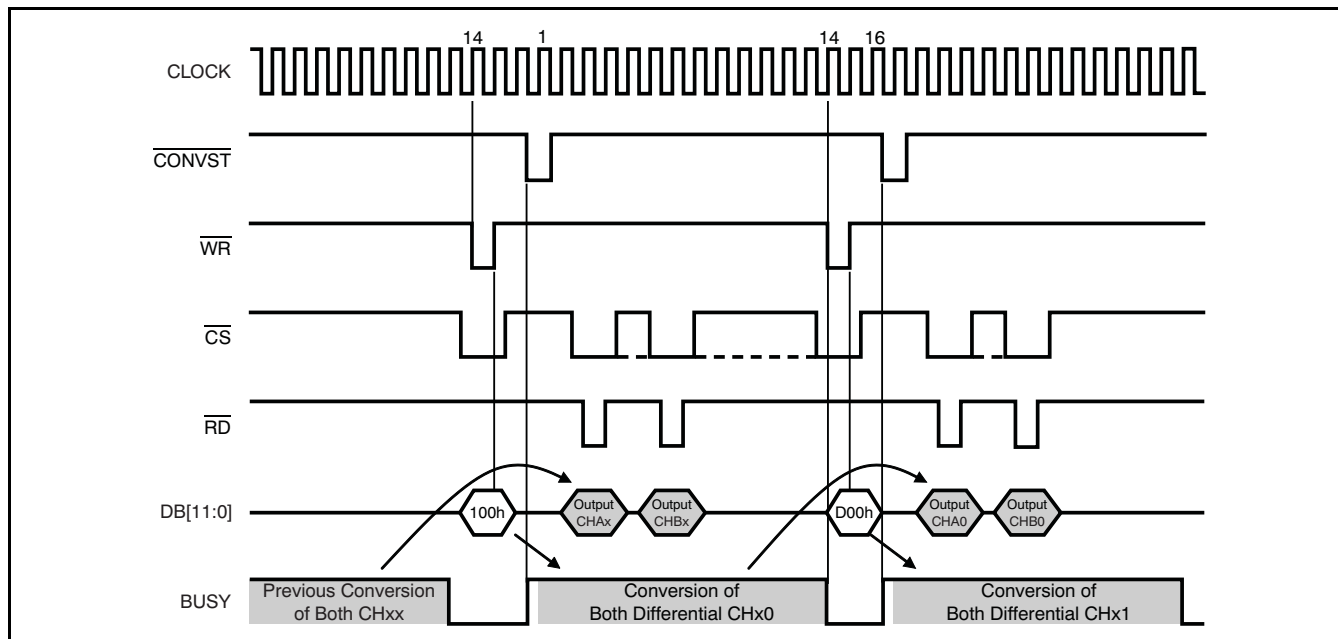 14 1 14 16
CLOCK
CONVST
WR
CS
RD
DB[11:0]
100h
Output
CHAx
Output
CHBx
D00h
Output
CHA0
Output
CHB0
BUSY
Previous Conversion
of Both CHxx
Conversion of
Both Differential CHx0
Conversion of
Both Differential CHx1